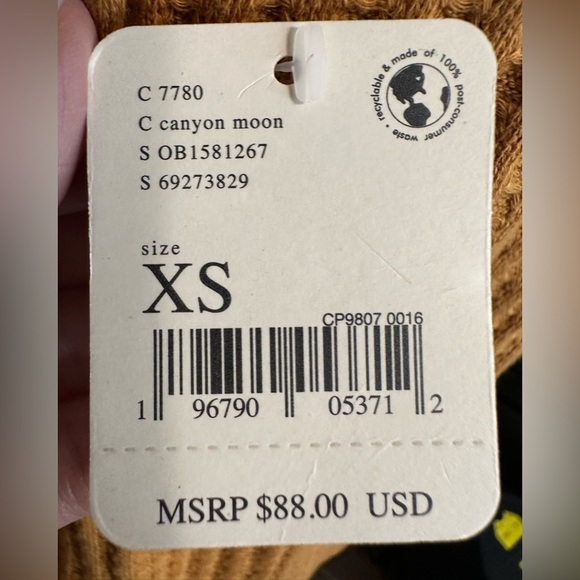 C 7780
C canyon moon
S OB1581267
S 69273829
recyclable & made of 100% post-consumer waste •
size
XS
CP9807 0016
1 96790 05371 2
MSRP $88.00 USD